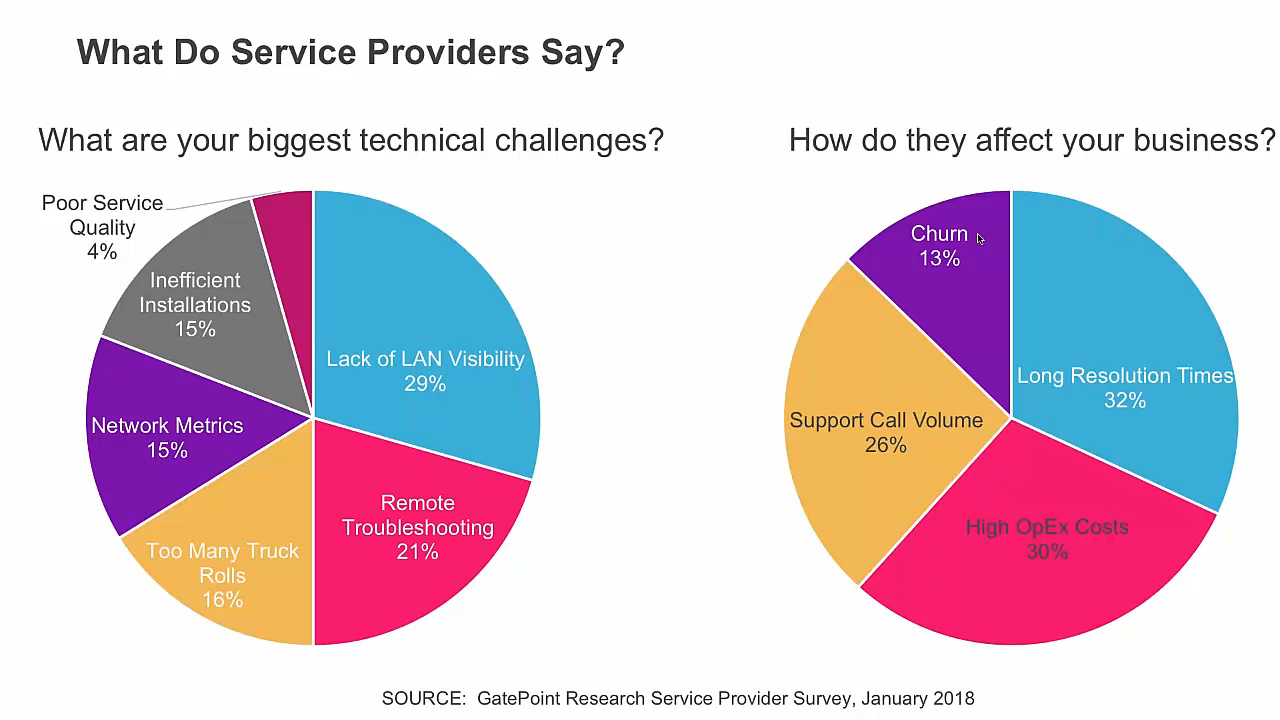 What Do Service Providers Say?
What are your biggest technical challenges?
Poor Service
Quality
4%
Inefficient
Installations
15%
Lack of LAN Visibility
29%
Network Metrics
15%
Remote
Troubleshooting
21%
Too Many Truck
Rolls
16%
How do they affect your business?
Churn
13%
Long Resolution Times
32%
Support Call Volume
26%
High OpEx Costs
30%
SOURCE:  GatePoint Research Service Provider Survey, January 2018